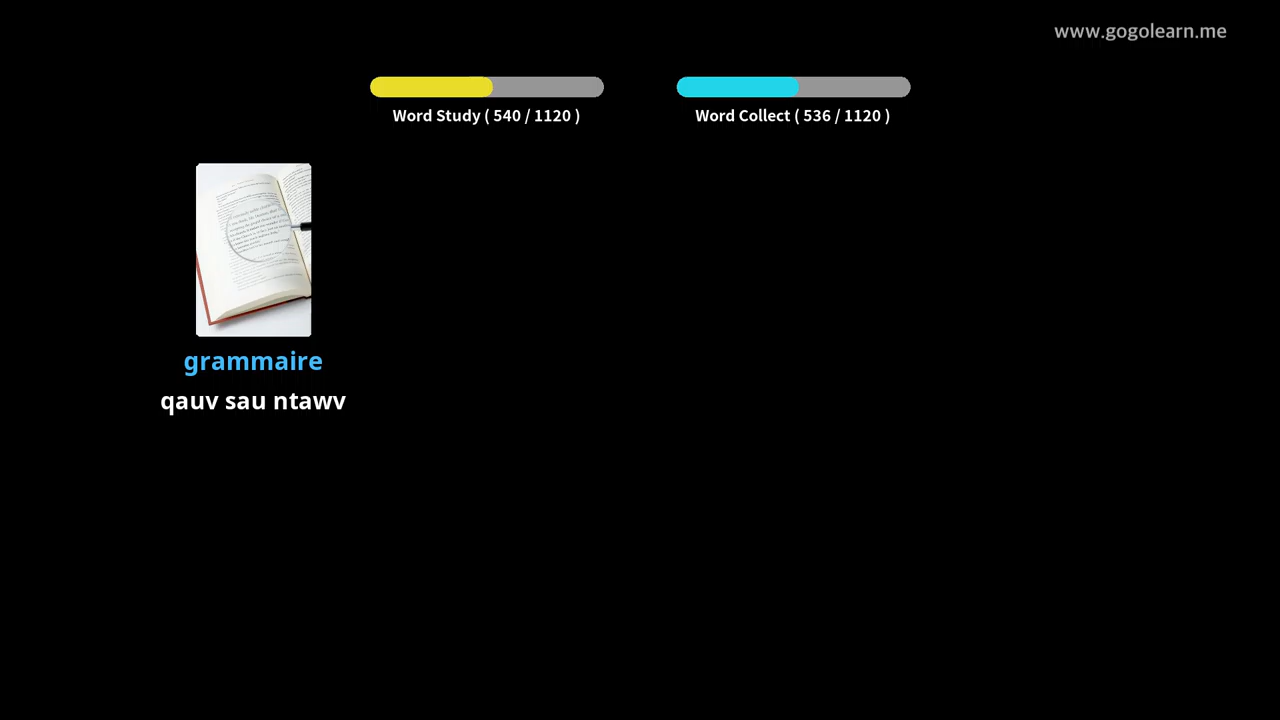 www.gogolearn.me
Word Study ( 540 / 1120 )
Word Collect ( 536 / 1120 )
grammaire
qauv sau ntawv